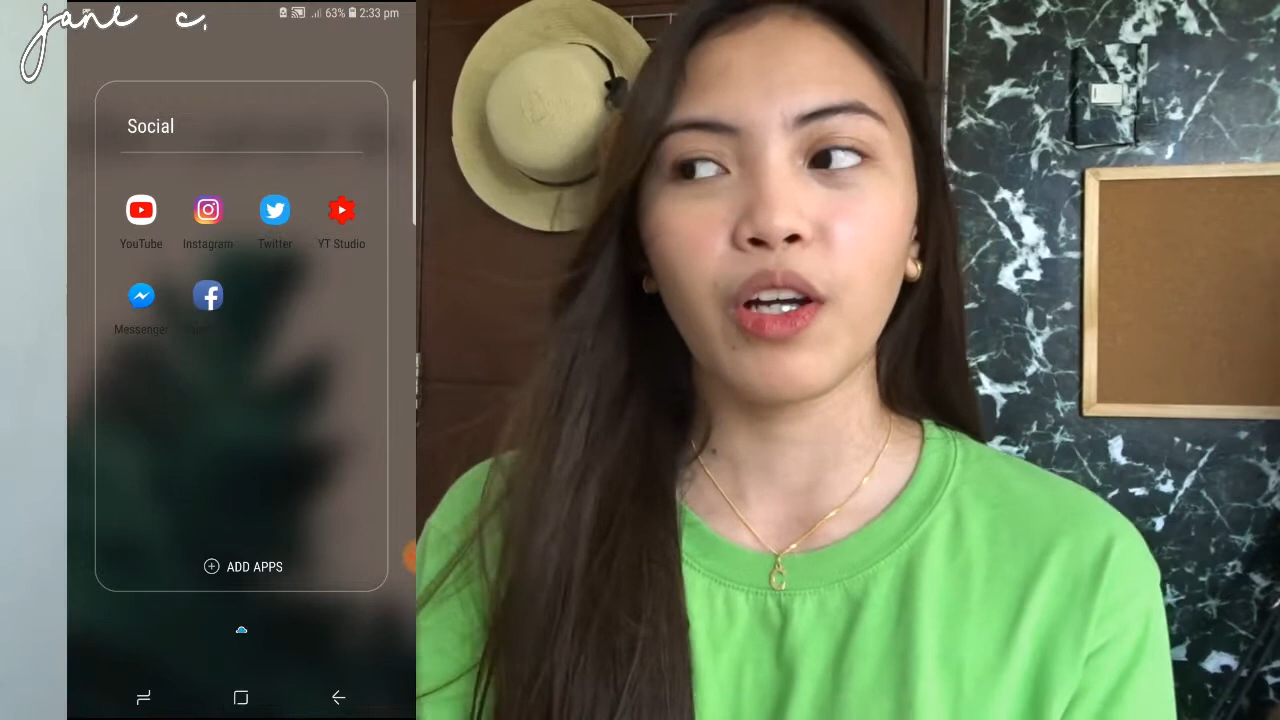 jane c.
63% 2:33 pm
Social
YouTube Instagram Twitter YT Studio
Messenger
ADD APPS